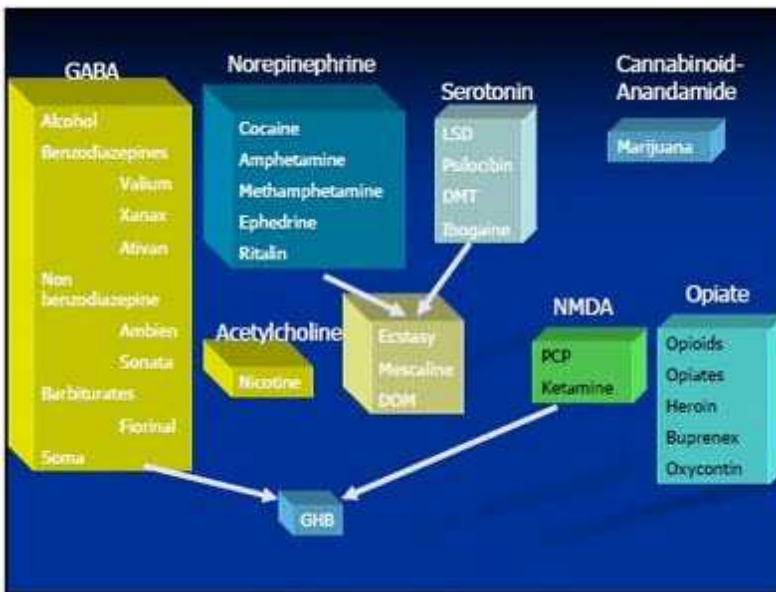 GABA
Alcohol
Benzodiazepines
Valium
Xanax
Ativan
Non
benzodiazepine
Ambien
Sonata
Barbiturates
Fiorinal
Soma
Norepinephrine
Cocaine
Amphetamine
Methamphetamine
Ephedrine
Ritalin
Serotonin
LSD
Psilocibin
DMT
Ibogaine
Cannabinoid-
Anandamide
Marijuana
Acetylcholine
Nicotine
Ecstasy
Mescaline
DOM
NMDA
PCP
Ketamine
Opiate
Opioids
Opiates
Heroin
Buprenex
Oxycontin
GHB